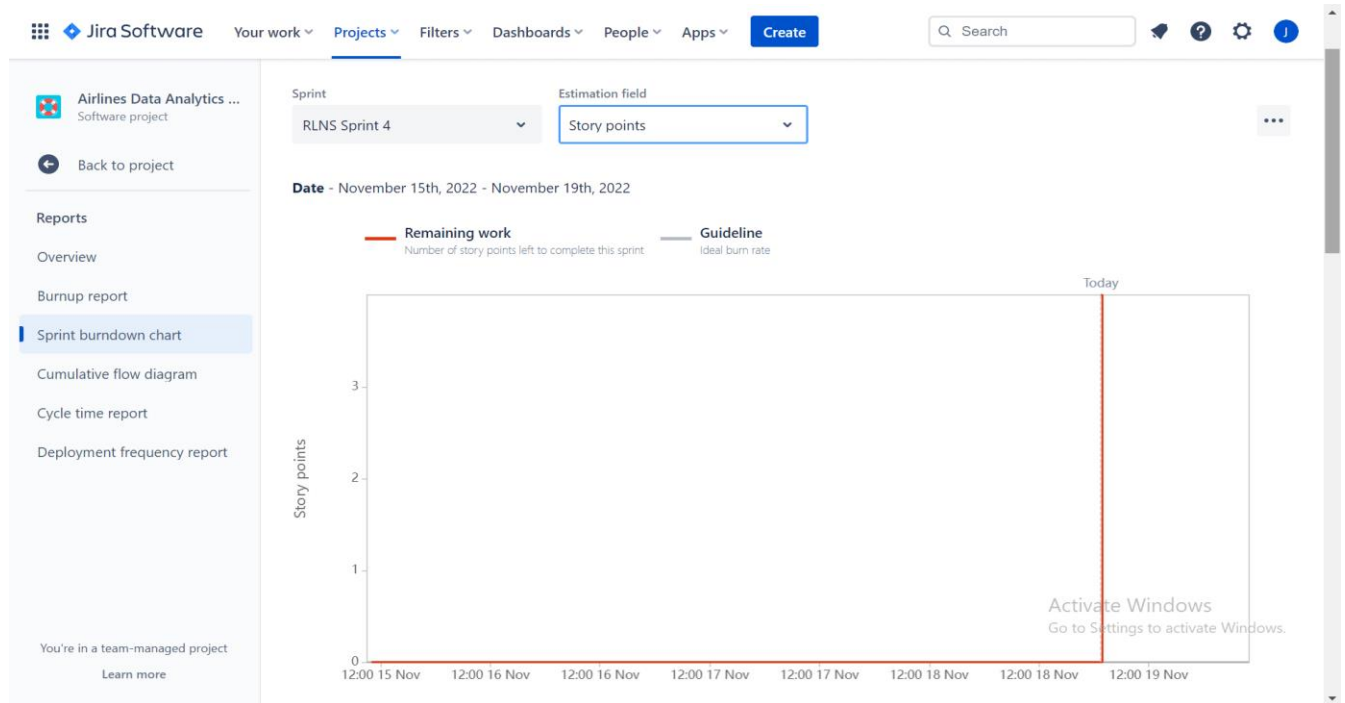 Jira Software Your work Projects Filters Dashboards People Apps Create Search J
Airlines Data Analytics ...
Software project
Back to project
Reports
Overview
Burnup report
Sprint burndown chart
Cumulative flow diagram
Cycle time report
Deployment frequency report
You're in a team-managed project
Learn more
Sprint Estimation field
RLNS Sprint 4 Story points
Date - November 15th, 2022 - November 19th, 2022
Remaining work Guideline
Number of story points left to complete this sprint Ideal burn rate
Today
3
2
1
0
Story points
12:00 15 Nov 12:00 16 Nov 12:00 16 Nov 12:00 17 Nov 12:00 17 Nov 12:00 18 Nov 12:00 18 Nov 12:00 19 Nov
Activate Windows
Go to Settings to activate Windows.